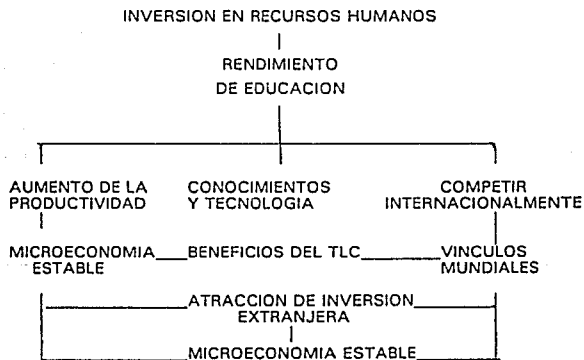 INVERSION EN RECURSOS HUMANOS
RENDIMIENTO
DE EDUCACION
AUMENTO DE LA CONOCIMIENTOS COMPETIR
PRODUCTIVIDAD Y TECNOLOGIA INTERNACIONALMENTE
MICROECONOMIA BENEFICIOS DEL TLC VINCULOS
ESTABLE MUNDIALES
ATRACCION DE INVERSION
EXTRANJERA
MICROECONOMIA ESTABLE